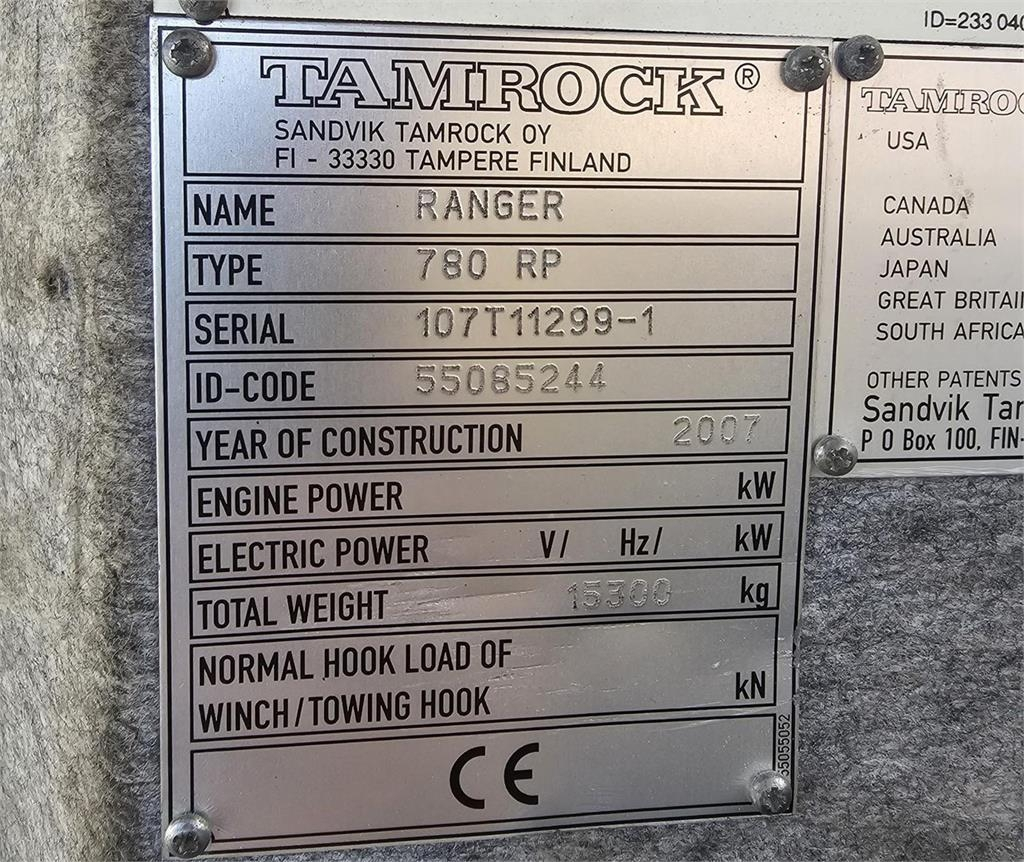 ID=233 040
TAMROCK®
SANDVIK TAMROCK OY
FI - 33330 TAMPERE FINLAND
NAME RANGER
TYPE 780 RP
SERIAL 107T11299-1
ID-CODE 55085244
YEAR OF CONSTRUCTION 2007
ENGINE POWER kW
ELECTRIC POWER V/ Hz/ kW
TOTAL WEIGHT 15300 kg
NORMAL HOOK LOAD OF
WINCH/TOWING HOOK kN
CE
55055052
TAMROC
USA
CANADA
AUSTRALIA
JAPAN
GREAT BRITAI
SOUTH AFRICA
OTHER PATENTS
Sandvik Tar
P O Box 100, FIN-